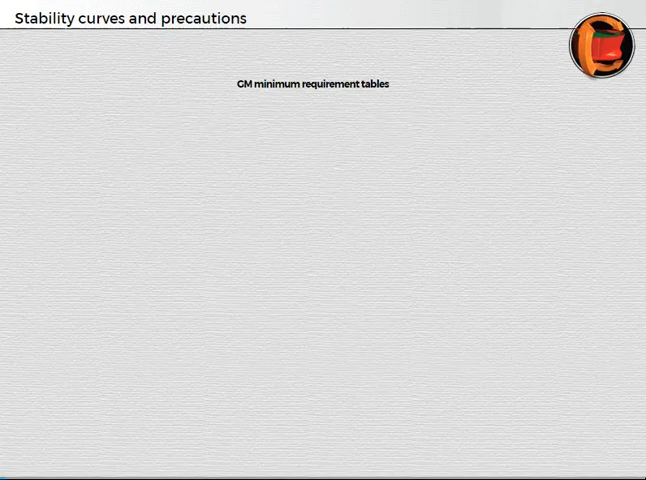 Stability curves and precautions
GM minimum requirement tables